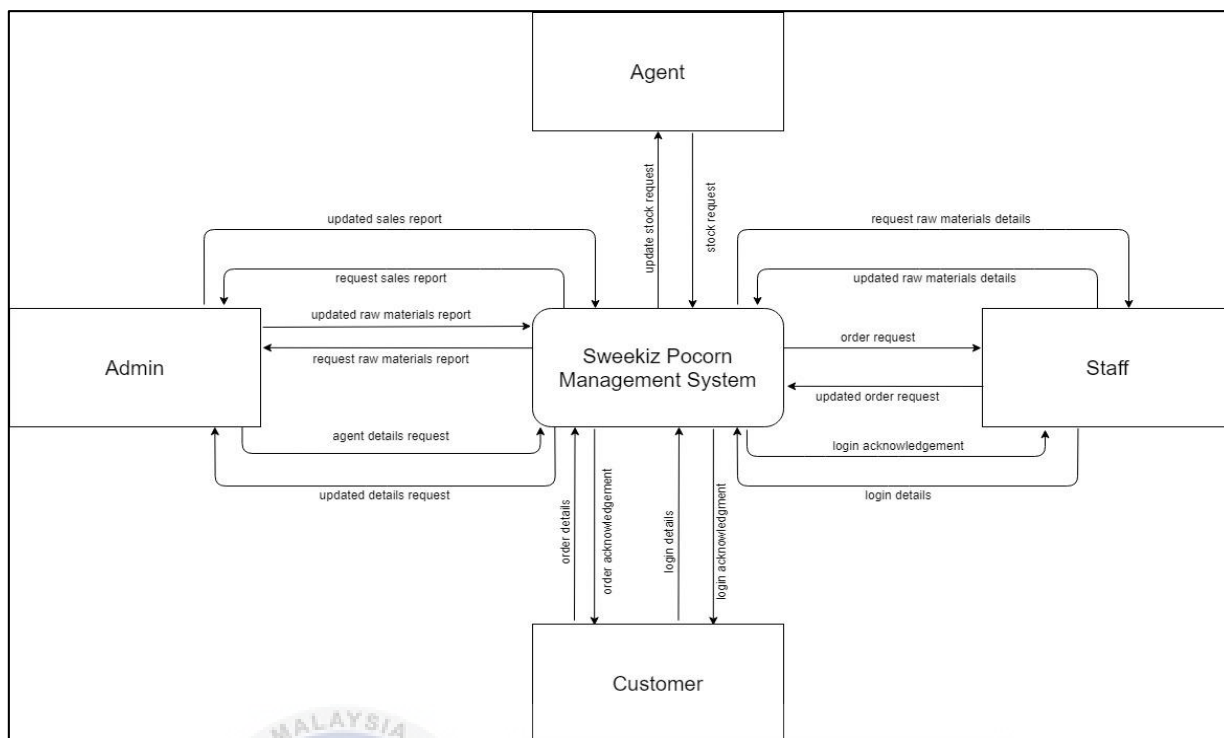 Agent
update stock request
stock request
updated sales report
request raw materials details
request sales report
updated raw materials details
updated raw materials report
request raw materials report
Admin
Sweekiz Pocorn
Management System
order request
updated order request
Staff
agent details request
login acknowledgement
updated details request
login details
order details
order acknowledgement
login details
login acknowledgment
Customer
MALAYSIA